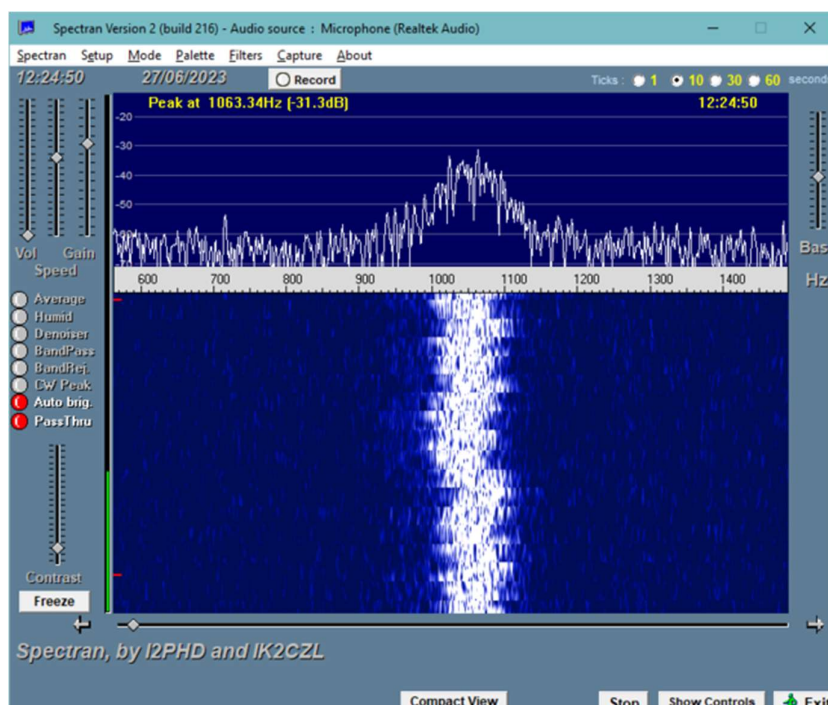 Spectran Version 2 (build 216) - Audio source : Microphone (Realtek Audio)
Spectran Setup Mode Palette Filters Capture About
12:24:50 27/06/2023 Record Ticks : 1 10 30 60 second
Peak at 1063.34Hz (-31.3dB) 12:24:50
-20
-30
-40
-50
Vol Gain Bas
Speed
600 700 800 900 1000 1100 1200 1300 1400 Hz
Average
Humid
Denoiser
BandPass
BandRej.
CW Peak
Auto brig.
PassThru
Contrast
Freeze
Spectran, by I2PHD and IK2CZL
Compact View Stop Show Controls Exi